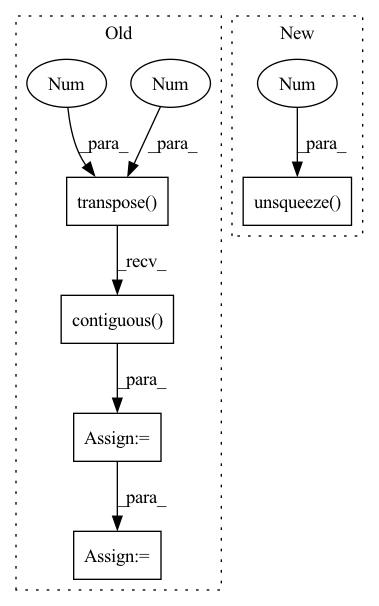 Old
New
Num
Num
Num
_para_
_para_
_para_
transpose()
unsqueeze()
_recv_
contiguous()
_para_
Assign:=
_para_
Assign:=